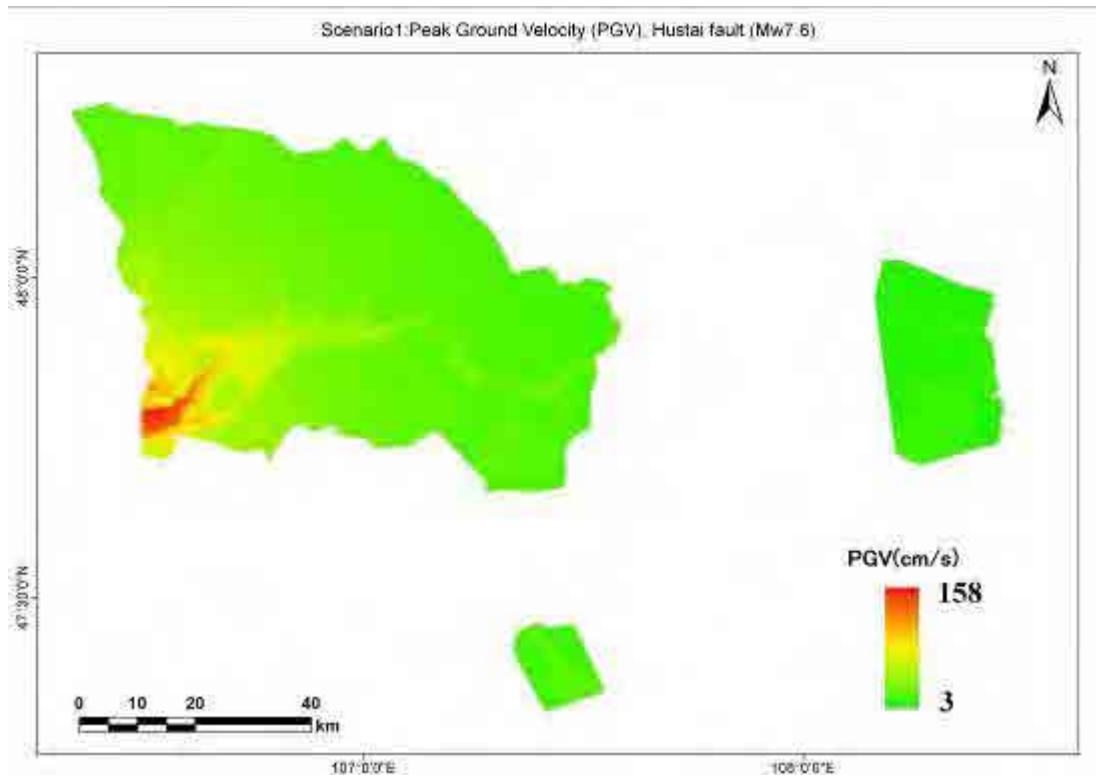 Scenario1:Peak Ground Velocity (PGV), Hustai fault (Mw7.6)
N
48°0'0"N
47°30'0"N
PGV(cm/s)
158
3
0 10 20 40
km
107°0'0"E
108°0'0"E